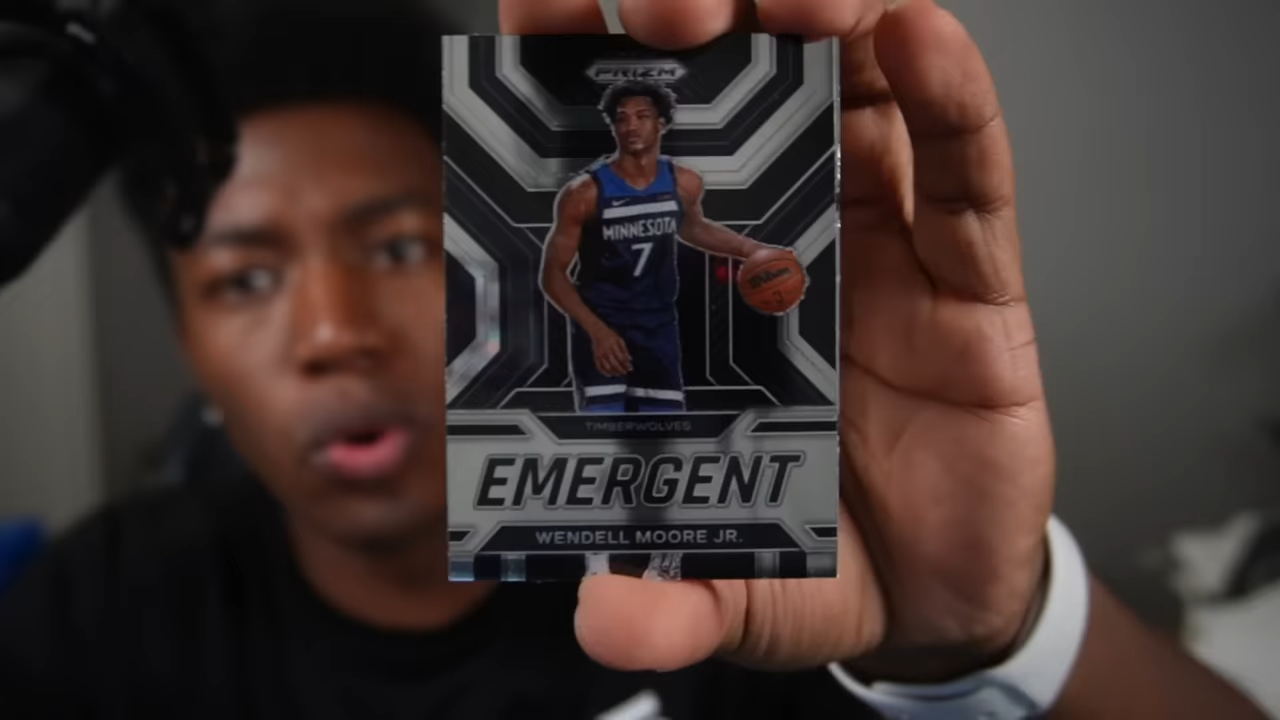 PRIZM
MINNESOTA
7
Wilson
TIMBERWOLVES
EMERGENT
WENDELL MOORE JR.